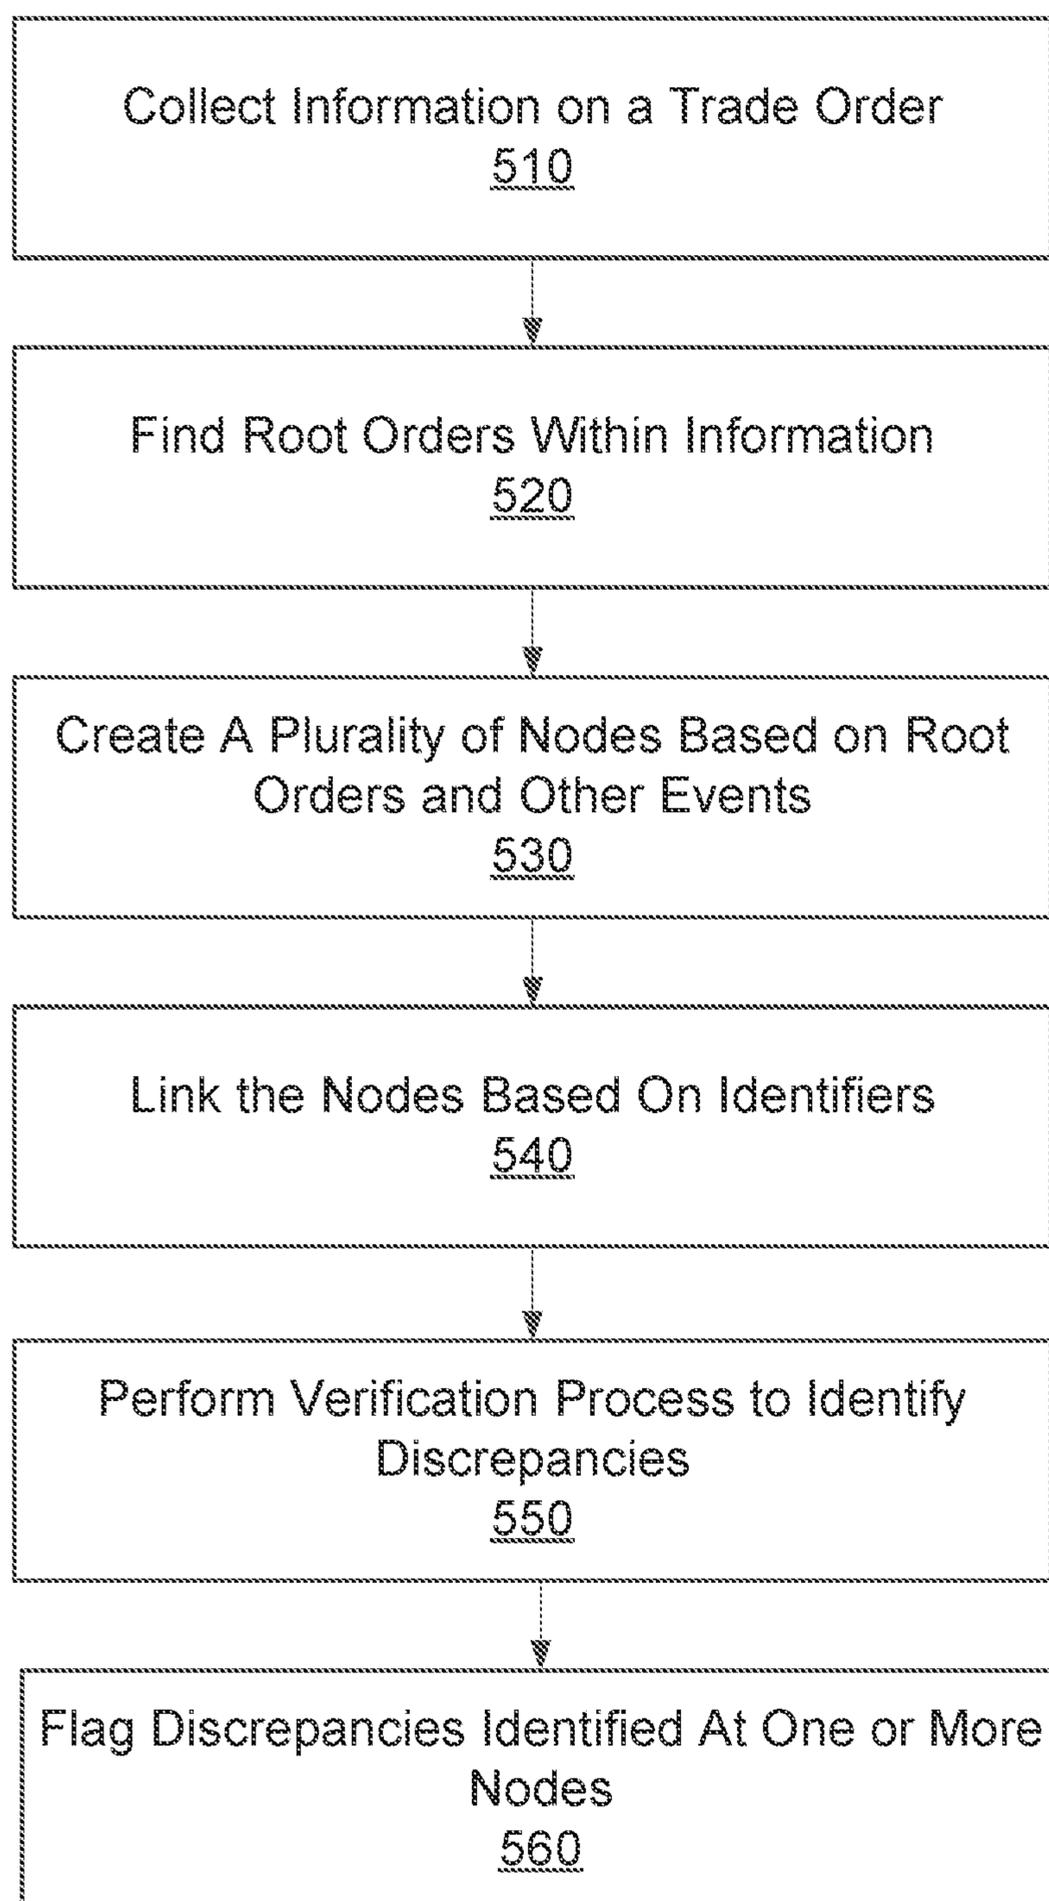 Collect Information on a Trade Order
510
Find Root Orders Within Information
520
Create A Plurality of Nodes Based on Root
Orders and Other Events
530
Link the Nodes Based On Identifiers
540
Perform Verification Process to Identify
Discrepancies
550
Flag Discrepancies Identified At One or More
Nodes
560